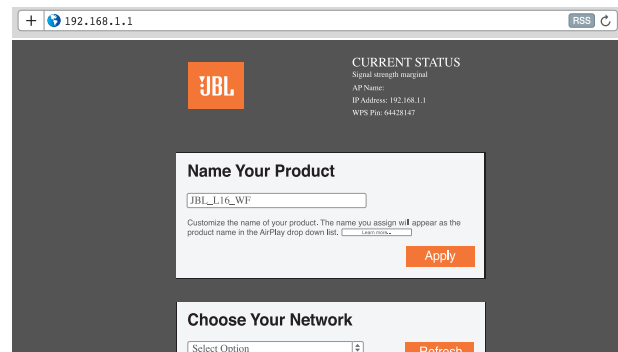 192.168.1.1
RSS
JBL
CURRENT STATUS
Signal strength marginal
AP Name:
IP Address: 192.168.1.1
WPS Pin: 64428147
Name Your Product
JBL_L16_WF
Customize the name of your product. The name you assign will appear as the
product name in the AirPlay drop down list. Learn more...
Apply
Choose Your Network
Select Option
Refresh